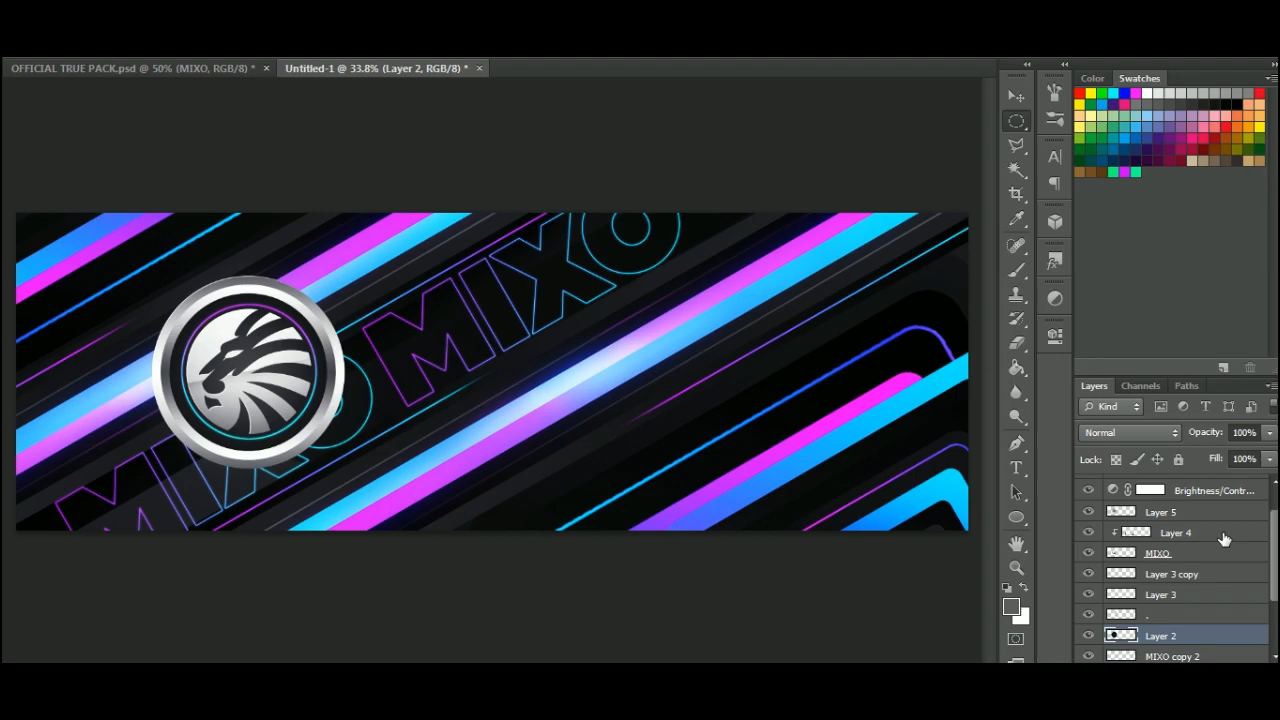 OFFICIAL TRUE PACK.psd @ 50% (MIXO, RGB/8) * ×
Untitled-1 @ 33.8% (Layer 2, RGB/8) * ×
Color Swatches
MIXO
MIXO
Layers Channels Paths
Kind
Normal Opacity: 100%
Lock: Fill: 100%
Brightness/Contr...
Layer 5
Layer 4
MIXO
Layer 3 copy
Layer 3
.
Layer 2
MIXO copy 2